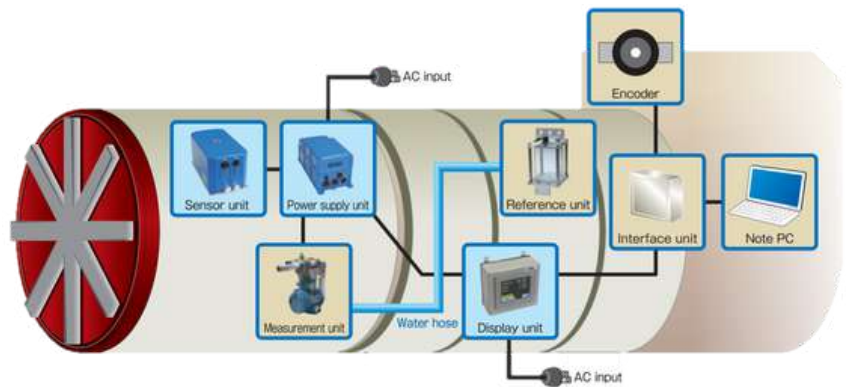 AC input
Encoder
Sensor unit
Power supply unit
Reference unit
Interface unit
Note PC
Measurement unit
Water hose
Display unit
AC input